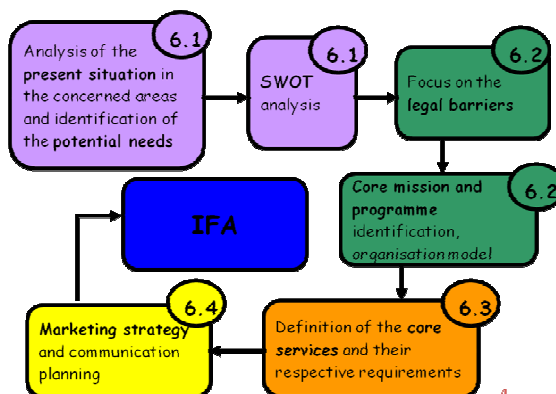 6.1
Analysis of the
present situation in
the concerned areas
and identification of
the potential needs
6.1
SWOT
analysis
6.2
Focus on the
legal barriers
6.2
Core mission and
programme
identification,
organisation model
6.3
Definition of the core
services and their
respective requirements
6.4
Marketing strategy
and communication
planning
IFA